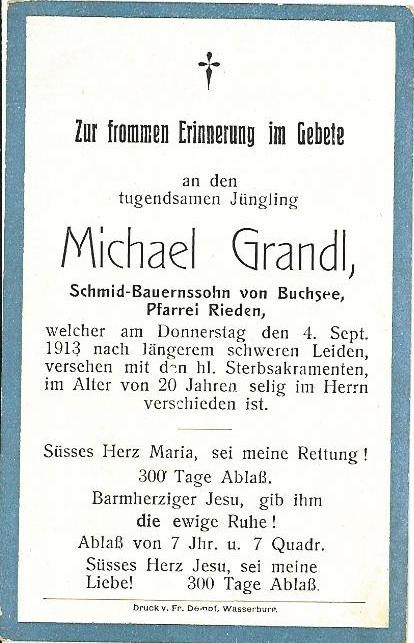 Zur frommen Erinnerung im Gebete
an den
tugendsamen Jüngling
Michael Grandl,
Schmid-Bauernssohn von Buchsee,
Pfarrei Rieden,
welcher am Donnerstag den 4. Sept.
1913 nach längerem schweren Leiden,
versehen mit den hl. Sterbsakramenten,
im Alter von 20 Jahren selig im Herrn
verschieden ist.
Süsses Herz Maria, sei meine Rettung!
300 Tage Ablaß.
Barmherziger Jesu, gib ihm
die ewige Ruhe!
Ablaß von 7 Jhr. u. 7 Quadr.
Süsses Herz Jesu, sei meine
Liebe! 300 Tage Ablaß.
Druck v. Fr. Dempf, Wasserburg.